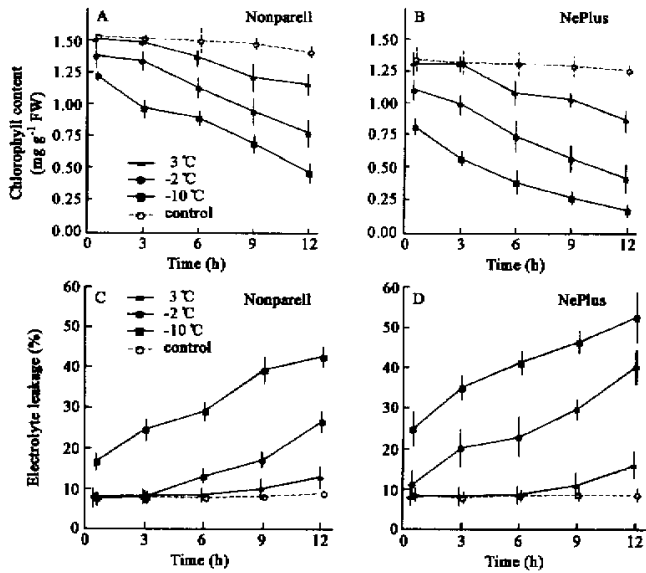 A Nonparell
1.50
1.25
1.00
0.75
0.50
0.25
0.00
Chlorophyll content
(mg g-1 FW)
3 ℃
-2 ℃
-10 ℃
control
0 3 6 9 12
Time (h)
B NePlus
1.50
1.25
1.00
0.75
0.50
0.25
0.00
0 3 6 9 12
Time (h)
C Nonparell
60
50
40
30
20
10
0
Electrolyte leakage (%)
3 ℃
-2 ℃
-10 ℃
control
0 3 6 9 12
Time (h)
D NePlus
60
50
40
30
20
10
0
0 3 6 9 12
Time (h)